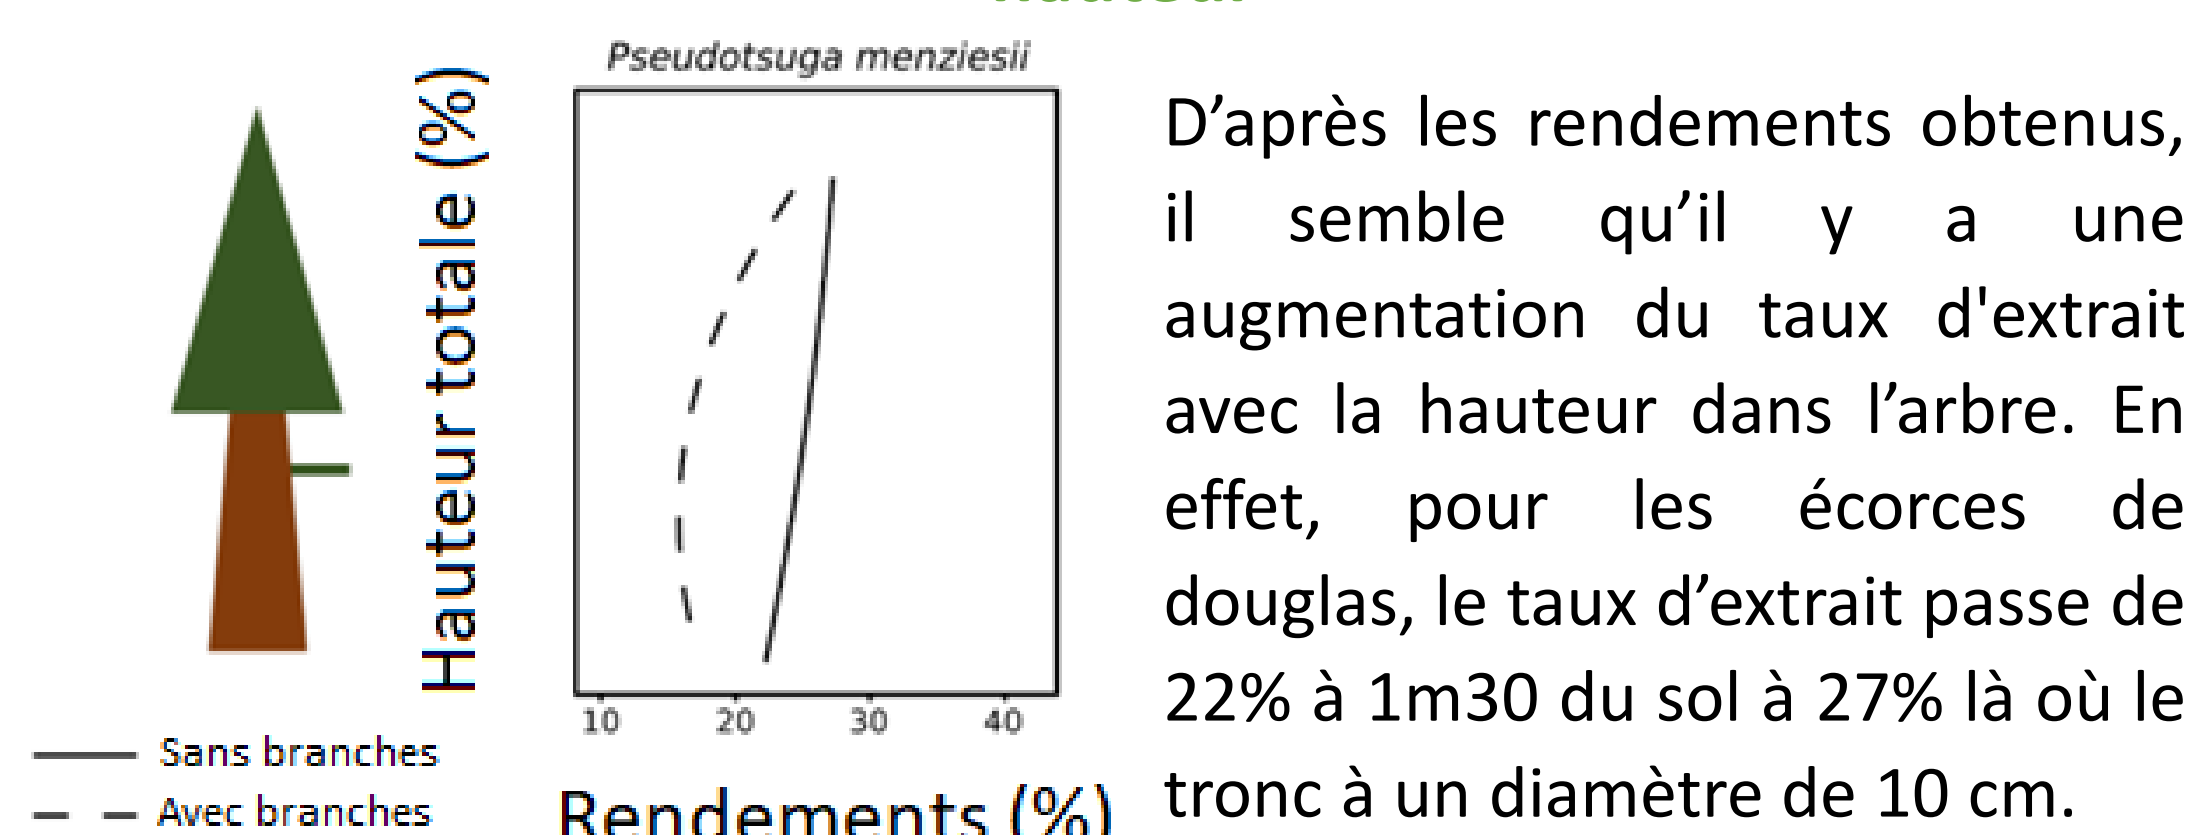 Pseudotsuga menziesii
Hauteur totale (%)
10 20 30 40
Rendements (%)
Sans branches
Avec branches
D’après les rendements obtenus,
il semble qu’il y a une
augmentation du taux d'extrait
avec la hauteur dans l’arbre. En
effet, pour les écorces de
douglas, le taux d’extrait passe de
22% à 1m30 du sol à 27% là où le
tronc à un diamètre de 10 cm.